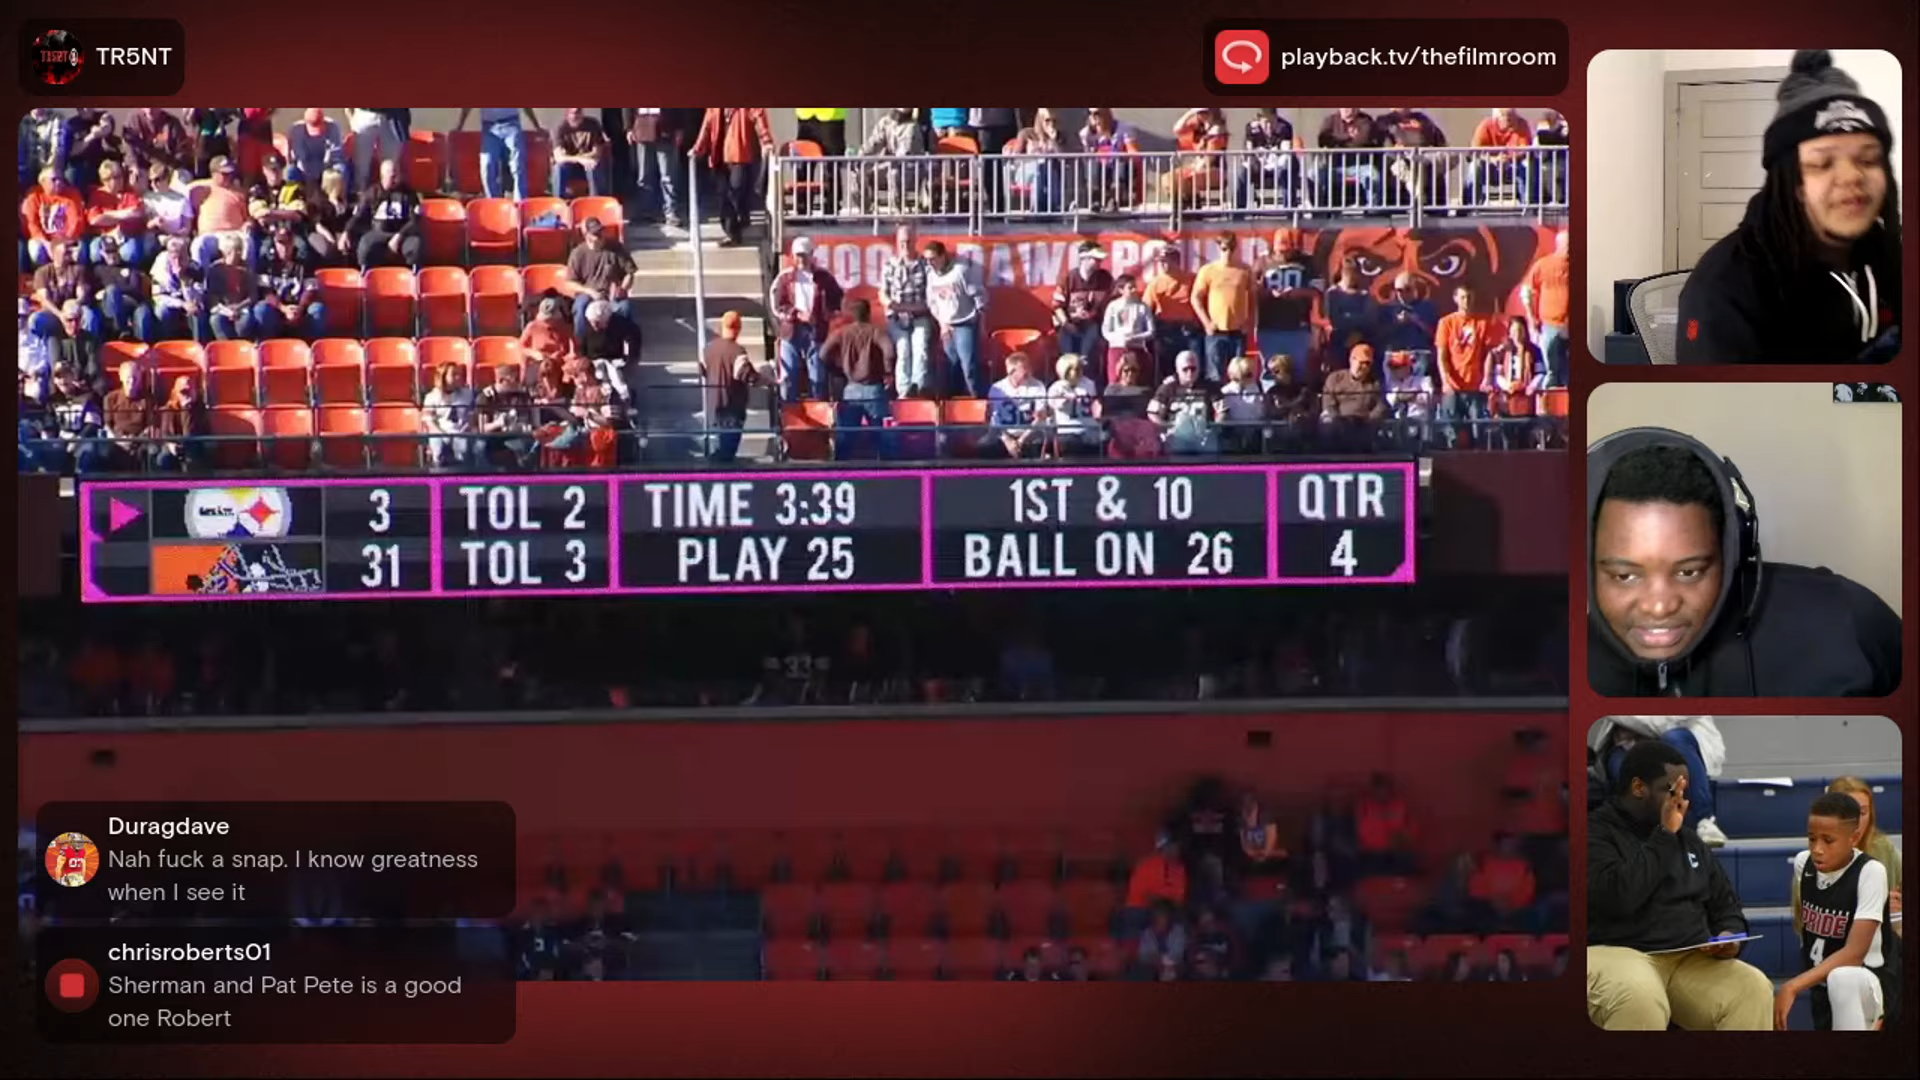 TR5NT
playback.tv/thefilmroom
DAWG POUND
3 TOL 2 TIME 3:39 1ST & 10 QTR
31 TOL 3 PLAY 25 BALL ON 26 4
Duragdave
Nah fuck a snap. I know greatness
when I see it
chrisroberts01
Sherman and Pat Pete is a good
one Robert
PRIDE
4